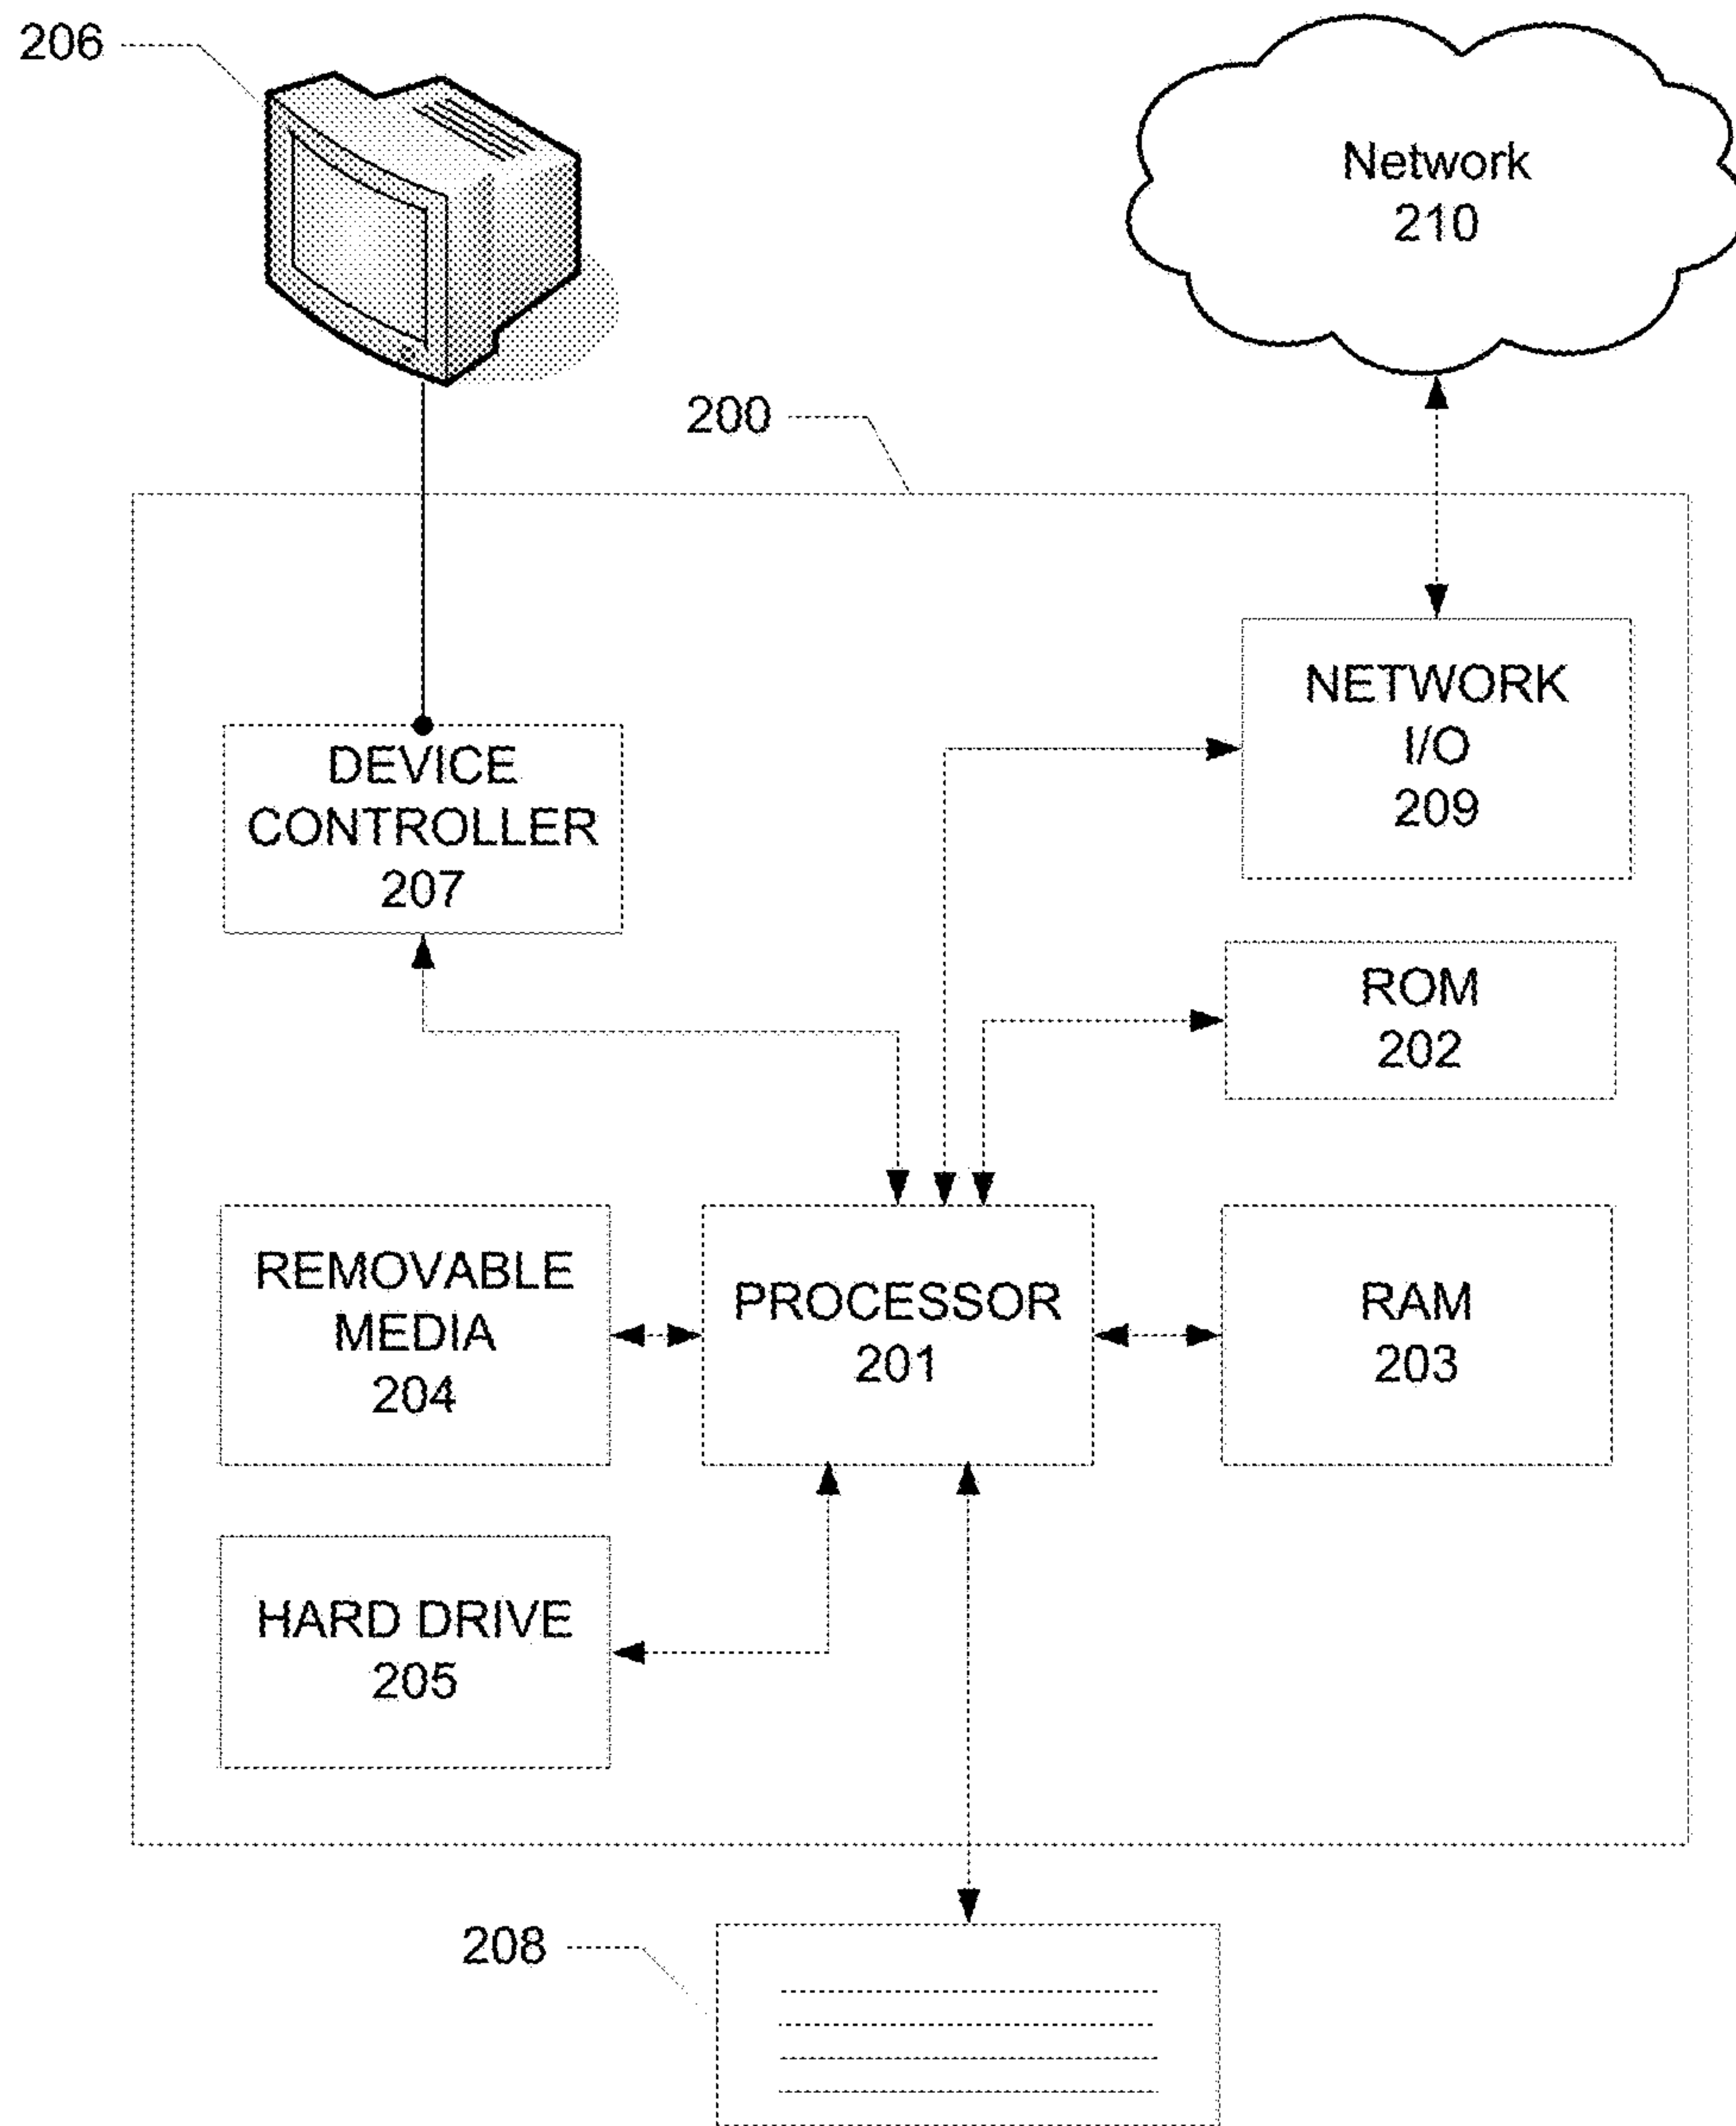 206
Network
210
200
NETWORK
I/O
209
DEVICE
CONTROLLER
207
ROM
202
REMOVABLE
MEDIA
204
PROCESSOR
201
RAM
203
HARD DRIVE
205
208